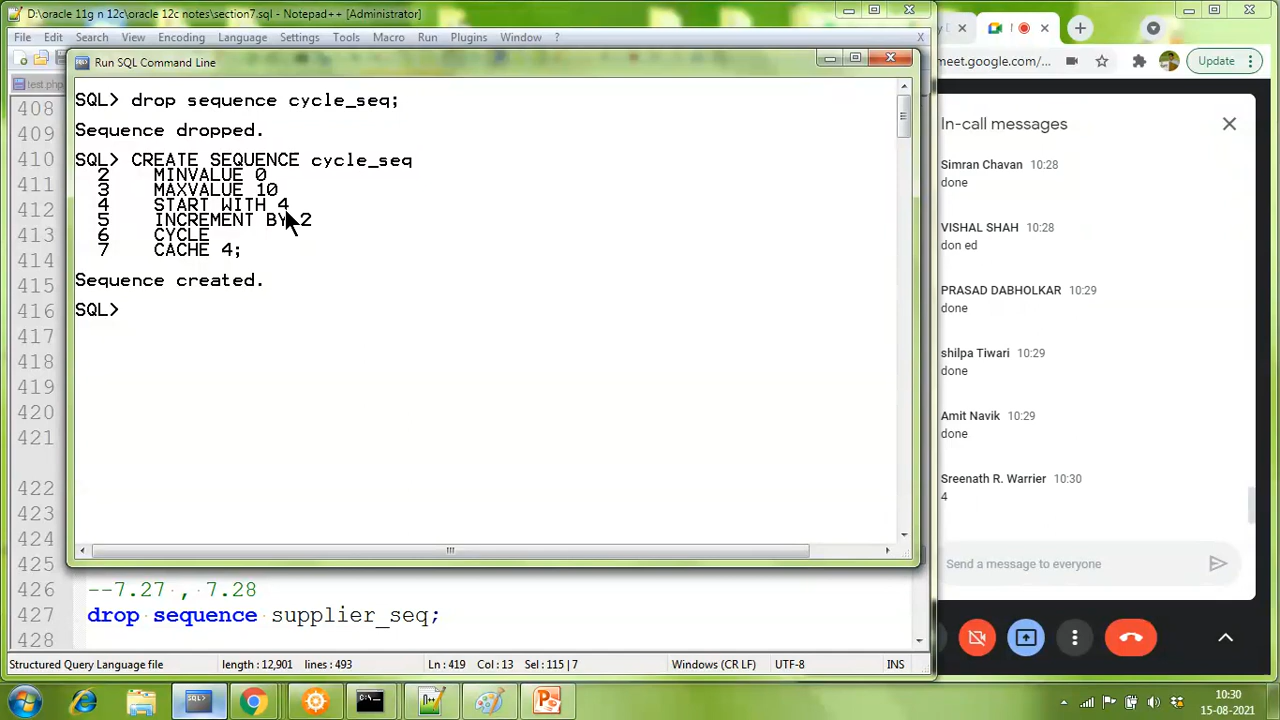 D:\oracle 11g n 12c\oracle 12c notes\section7.sql - Notepad++ [Administrator]
File Edit Search View Encoding Language Settings Tools Macro Run Plugins Window ? X
test.php
Run SQL Command Line
SQL> drop sequence cycle_seq;
Sequence dropped.
SQL> CREATE SEQUENCE cycle_seq
2 MINVALUE 0
3 MAXVALUE 10
4 START WITH 4
5 INCREMENT BY 2
6 CYCLE
7 CACHE 4;
Sequence created.
SQL>
408
409
410
411
412
413
414
415
416
417
418
419
420
421
422
423
424
425
426 --7.27 , 7.28
427 drop sequence supplier_seq;
428
Structured Query Language file length : 12,901 lines : 493 Ln : 419 Col : 13 Sel : 115 | 7 Windows (CR LF) UTF-8 INS
meet.google.com/...
Update
In-call messages
Simran Chavan 10:28
done
VISHAL SHAH 10:28
don ed
PRASAD DABHOLKAR 10:29
done
shilpa Tiwari 10:29
done
Amit Navik 10:29
done
Sreenath R. Warrier 10:30
4
Send a message to everyone
10:30
15-08-2021